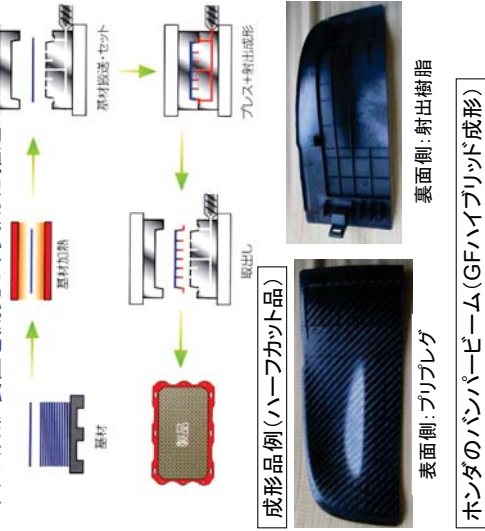 基材
基材加熱
基材搬送・セット
プレス+射出成形
取出し
製品
成形品例(ハーフカット品)
表面側:プリプレグ
裏面側:射出樹脂
ホンダのバンパービーム(GFハイブリッド成形)